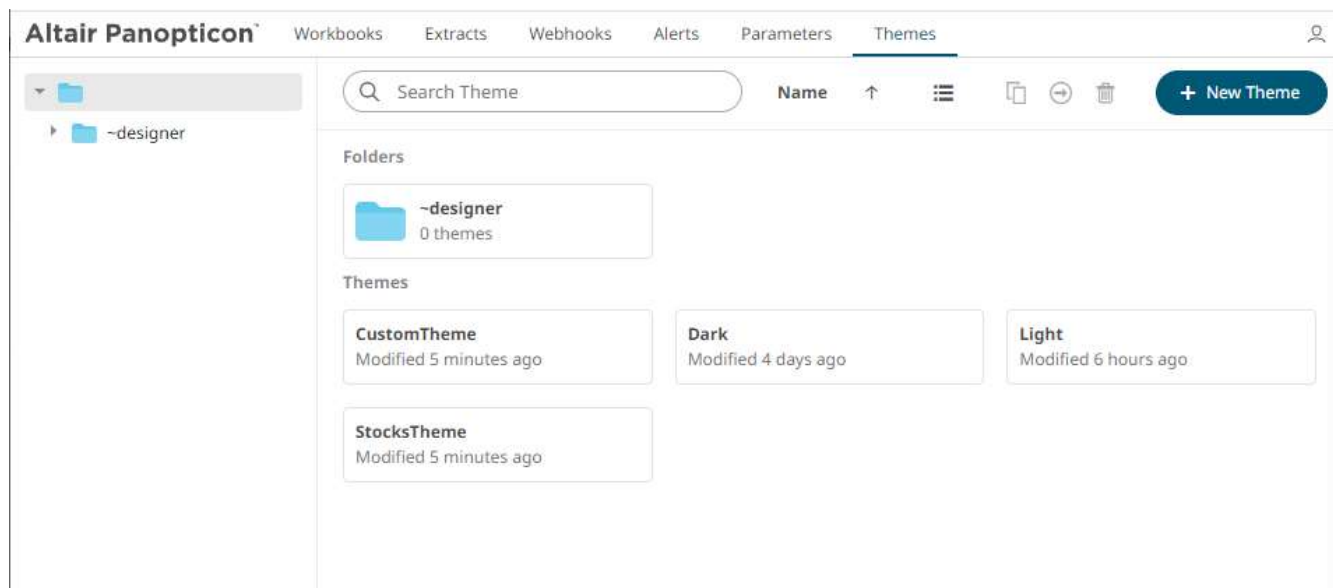 Altair Panopticon™ Workbooks Extracts Webhooks Alerts Parameters Themes
Search Theme Name + New Theme
~designer
Folders
~designer
0 themes
Themes
CustomTheme Dark Light
Modified 5 minutes ago Modified 4 days ago Modified 6 hours ago
StocksTheme
Modified 5 minutes ago